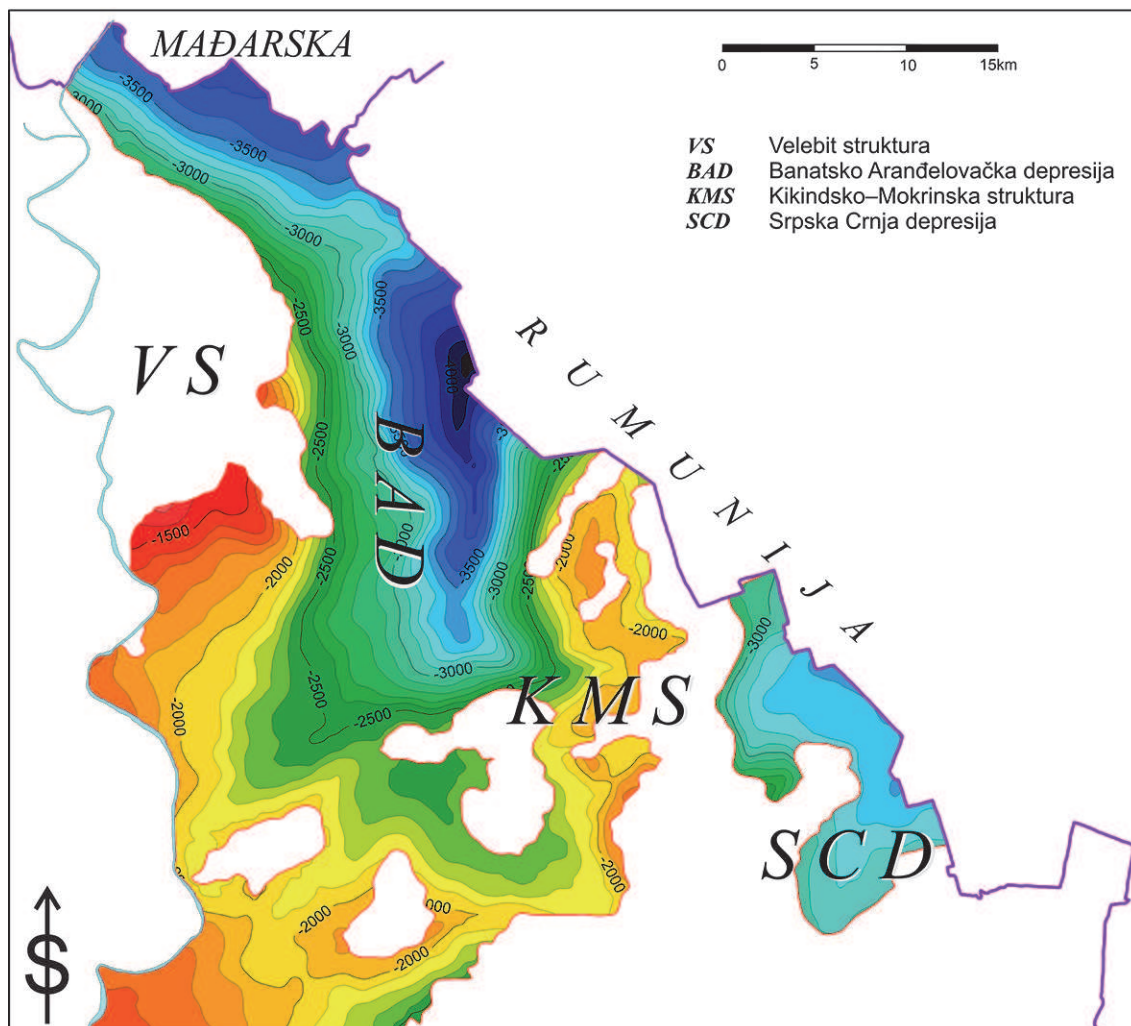 MAĐARSKA
0 5 10 15km
VS Velebit struktura
BAD Banatsko Aranđelovačka depresija
KMS Kikindsko–Mokrinska struktura
SCD Srpska Crnja depresija
-3500
-3000
-3500
-3000
-3000
-2500
-3500
-3000
-4000
RUMUNIJA
VS
BAD
-2500
-1500
-2000
-2500
-3500
-3000
-2500
-2000
-2000
-3000
-3000
KMS
-2500
-2500
-2000
SCD
-2000
-2000
-2000
S